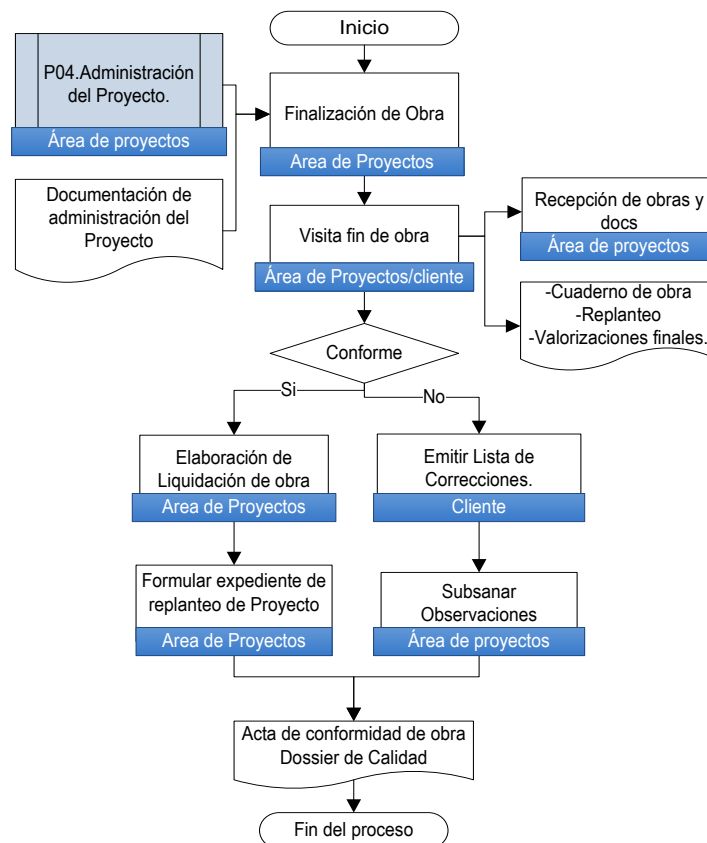 Inicio
P04.Administración
del Proyecto.
Área de proyectos
Finalización de Obra
Area de Proyectos
Documentación de
administración del
Proyecto
Visita fin de obra
Área de Proyectos/cliente
Recepción de obras y
docs
Área de proyectos
-Cuaderno de obra
-Replanteo
-Valorizaciones finales.
Conforme
Si
No
Elaboración de
Liquidación de obra
Area de Proyectos
Emitir Lista de
Correcciones.
Cliente
Formular expediente de
replanteo de Proyecto
Area de Proyectos
Subsanar
Observaciones
Área de proyectos
Acta de conformidad de obra
Dossier de Calidad
Fin del proceso